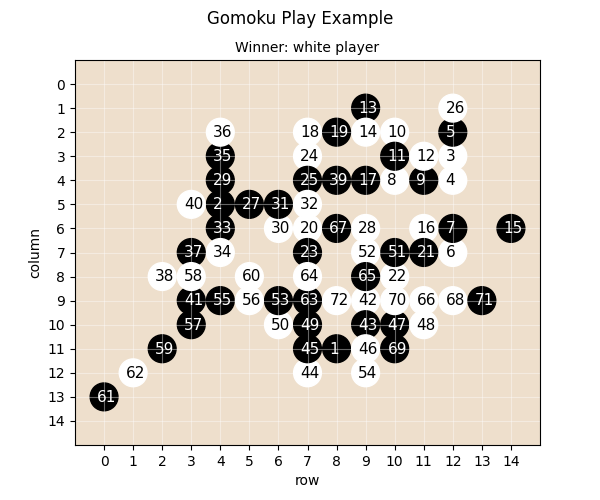 Gomoku Play Example
Winner: white player
0
1 13 26
2 36 18 19 14 10 5
3 35 24 11 12 3
4 29 25 39 17 8 9 4
5 40 2 27 31 32
6 33 30 20 67 28 16 7 15
7 37 34 23 52 51 21 6
8 38 58 60 64 65 22
9 41 55 56 53 63 72 42 70 66 68 71
10 57 50 49 43 47 48
11 59 45 1 46 69
12 62 44 54
13 61
14
0 1 2 3 4 5 6 7 8 9 10 11 12 13 14
row
column